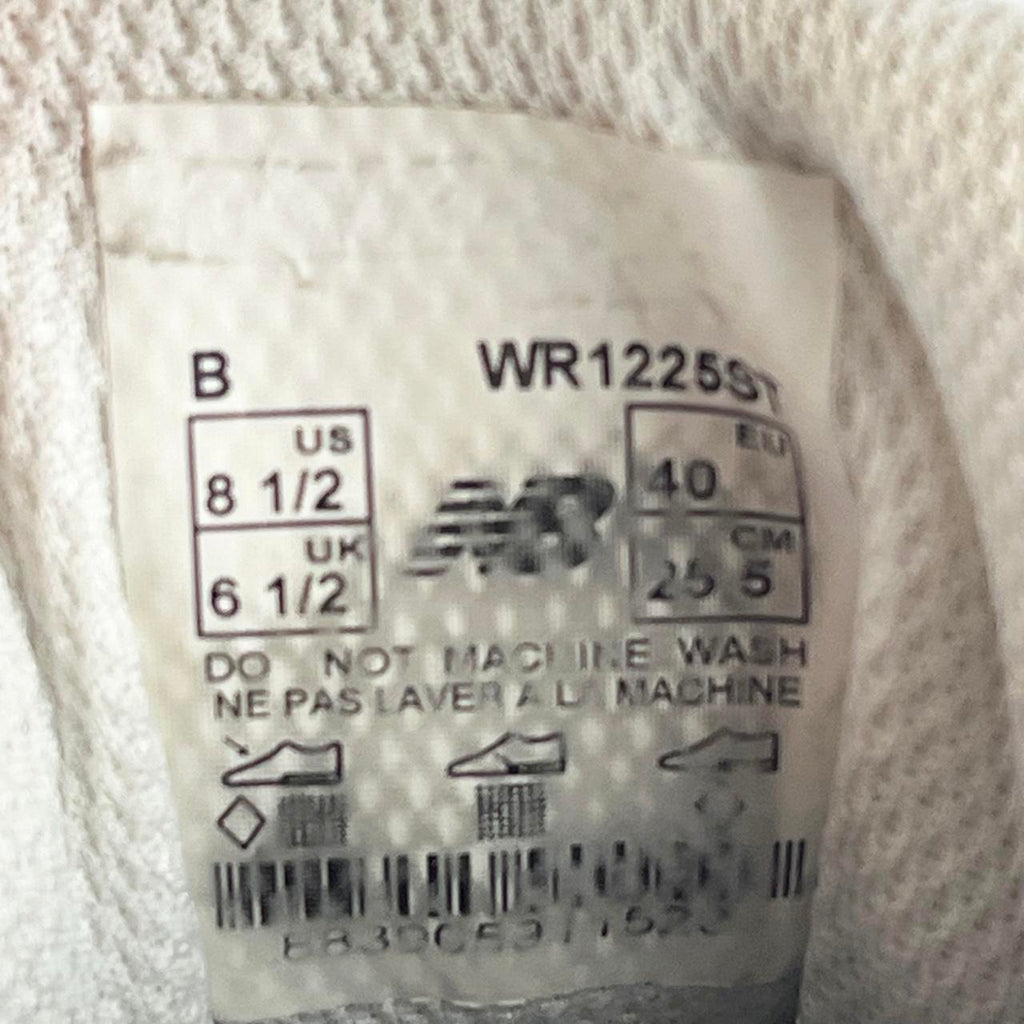 B WR1225ST
US 8 1/2 EU 40
UK 6 1/2 CM 25 5
DO NOT MACHINE WASH
NE PAS LAVER A LA MACHINE